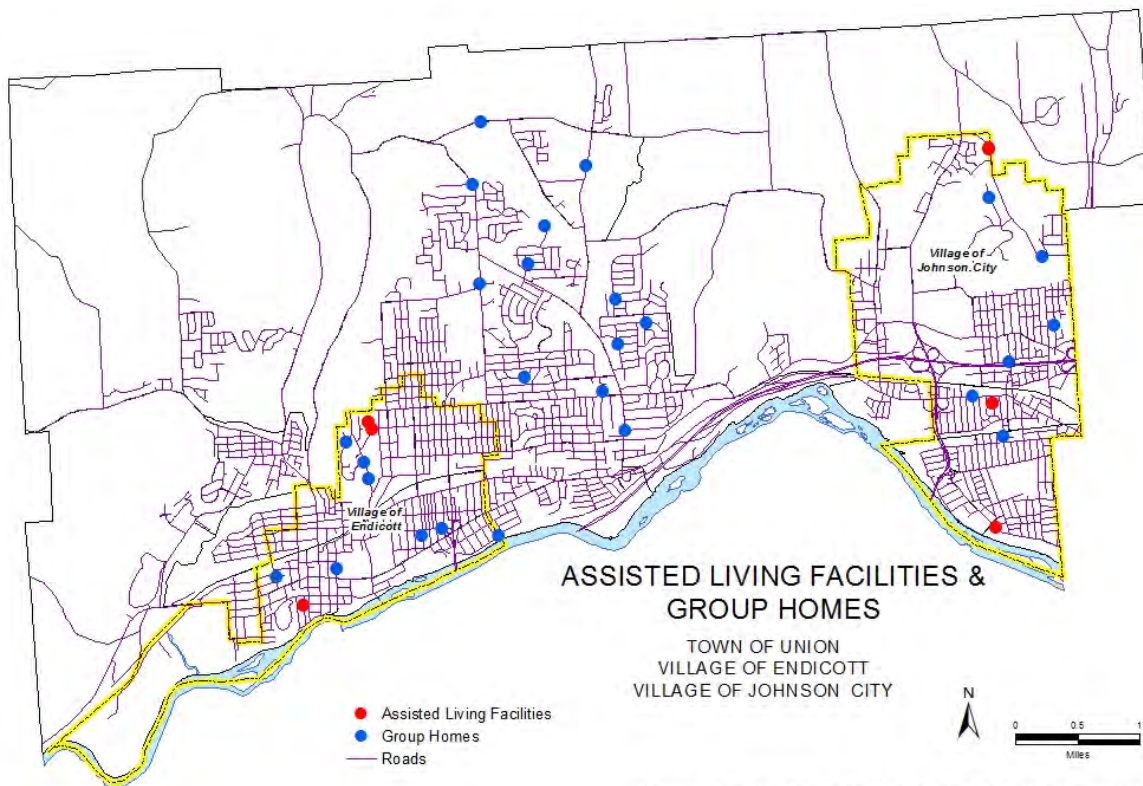 Village of
Johnson City
Village of
Endicott
ASSISTED LIVING FACILITIES &
GROUP HOMES
TOWN OF UNION
VILLAGE OF ENDICOTT
VILLAGE OF JOHNSON CITY
Assisted Living Facilities
Group Homes
Roads
N
0 0.5 1
Miles